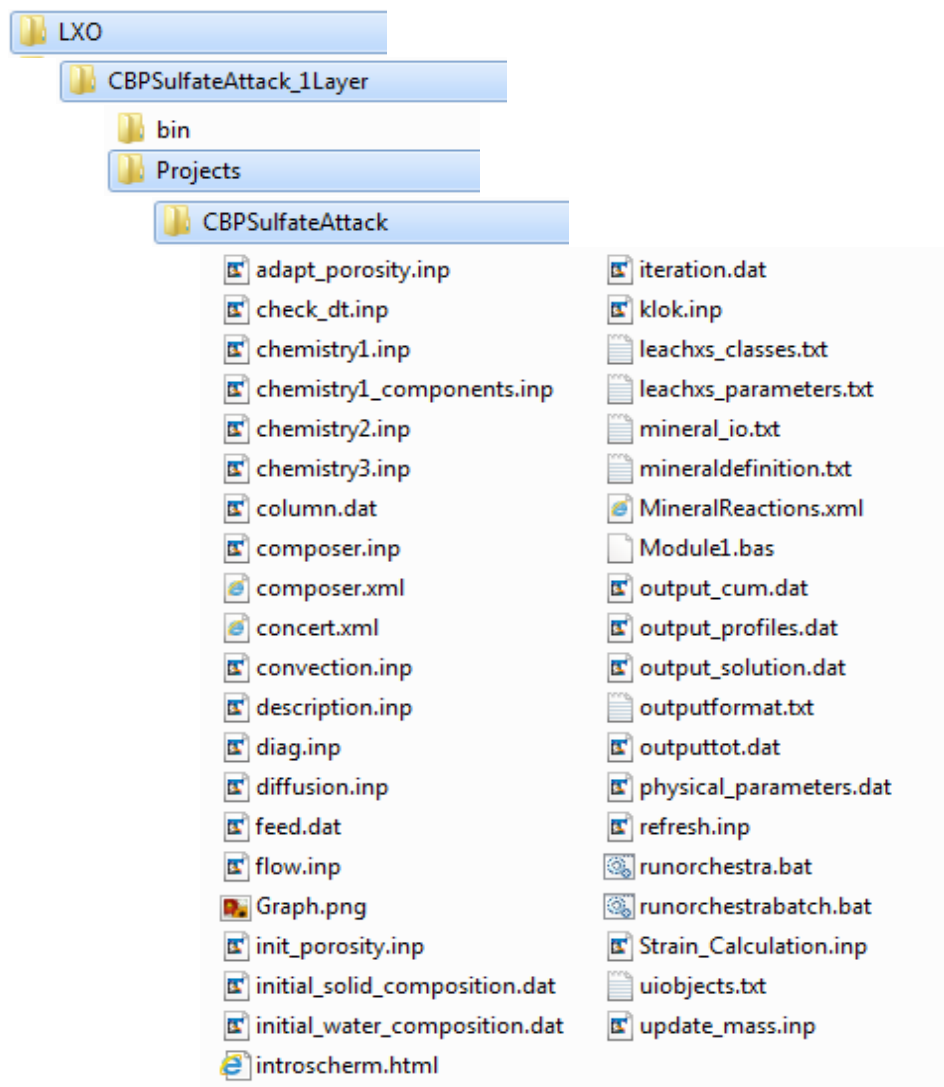 LXO
CBPSulfateAttack_1Layer
bin
Projects
CBPSulfateAttack
adapt_porosity.inp
check_dt.inp
chemistry1.inp
chemistry1_components.inp
chemistry2.inp
chemistry3.inp
column.dat
composer.inp
composer.xml
concert.xml
convection.inp
description.inp
diag.inp
diffusion.inp
feed.dat
flow.inp
Graph.png
init_porosity.inp
initial_solid_composition.dat
initial_water_composition.dat
introscherm.html
iteration.dat
klok.inp
leachxs_classes.txt
leachxs_parameters.txt
mineral_io.txt
mineraldefinition.txt
MineralReactions.xml
Module1.bas
output_cum.dat
output_profiles.dat
output_solution.dat
outputformat.txt
outputtot.dat
physical_parameters.dat
refresh.inp
runorchestra.bat
runorchestrabatch.bat
Strain_Calculation.inp
uiobjects.txt
update_mass.inp